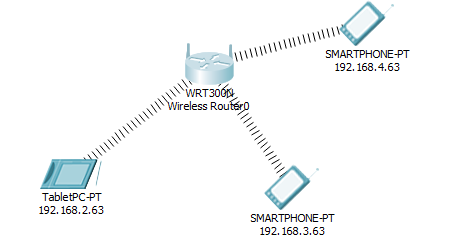 SMARTPHONE-PT
192.168.4.63
WRT300N
Wireless Router0
TabletPC-PT
192.168.2.63
SMARTPHONE-PT
192.168.3.63